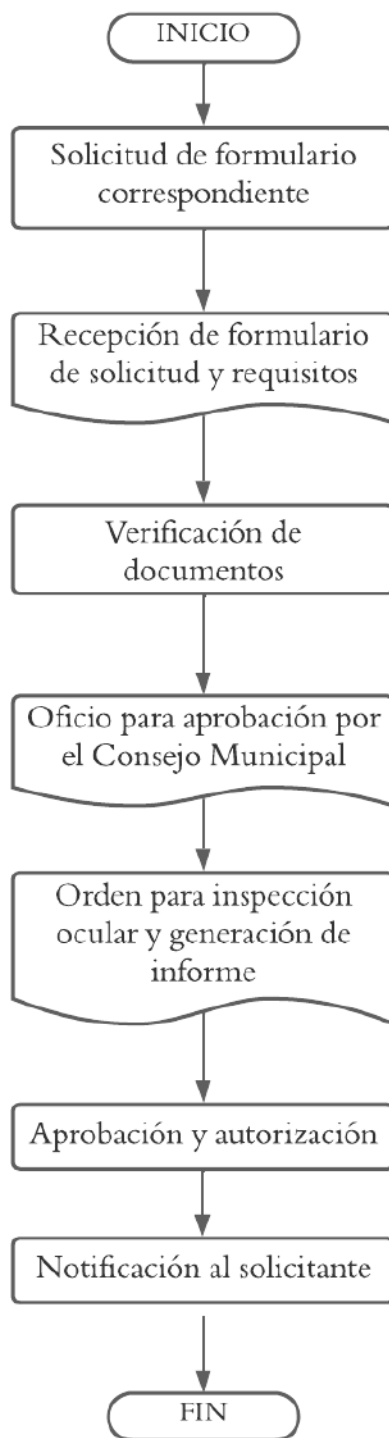 INICIO
Solicitud de formulario
correspondiente
Recepción de formulario
de solicitud y requisitos
Verificación de
documentos
Oficio para aprobación por
el Consejo Municipal
Orden para inspección
ocular y generación de
informe
Aprobación y autorización
Notificación al solicitante
FIN